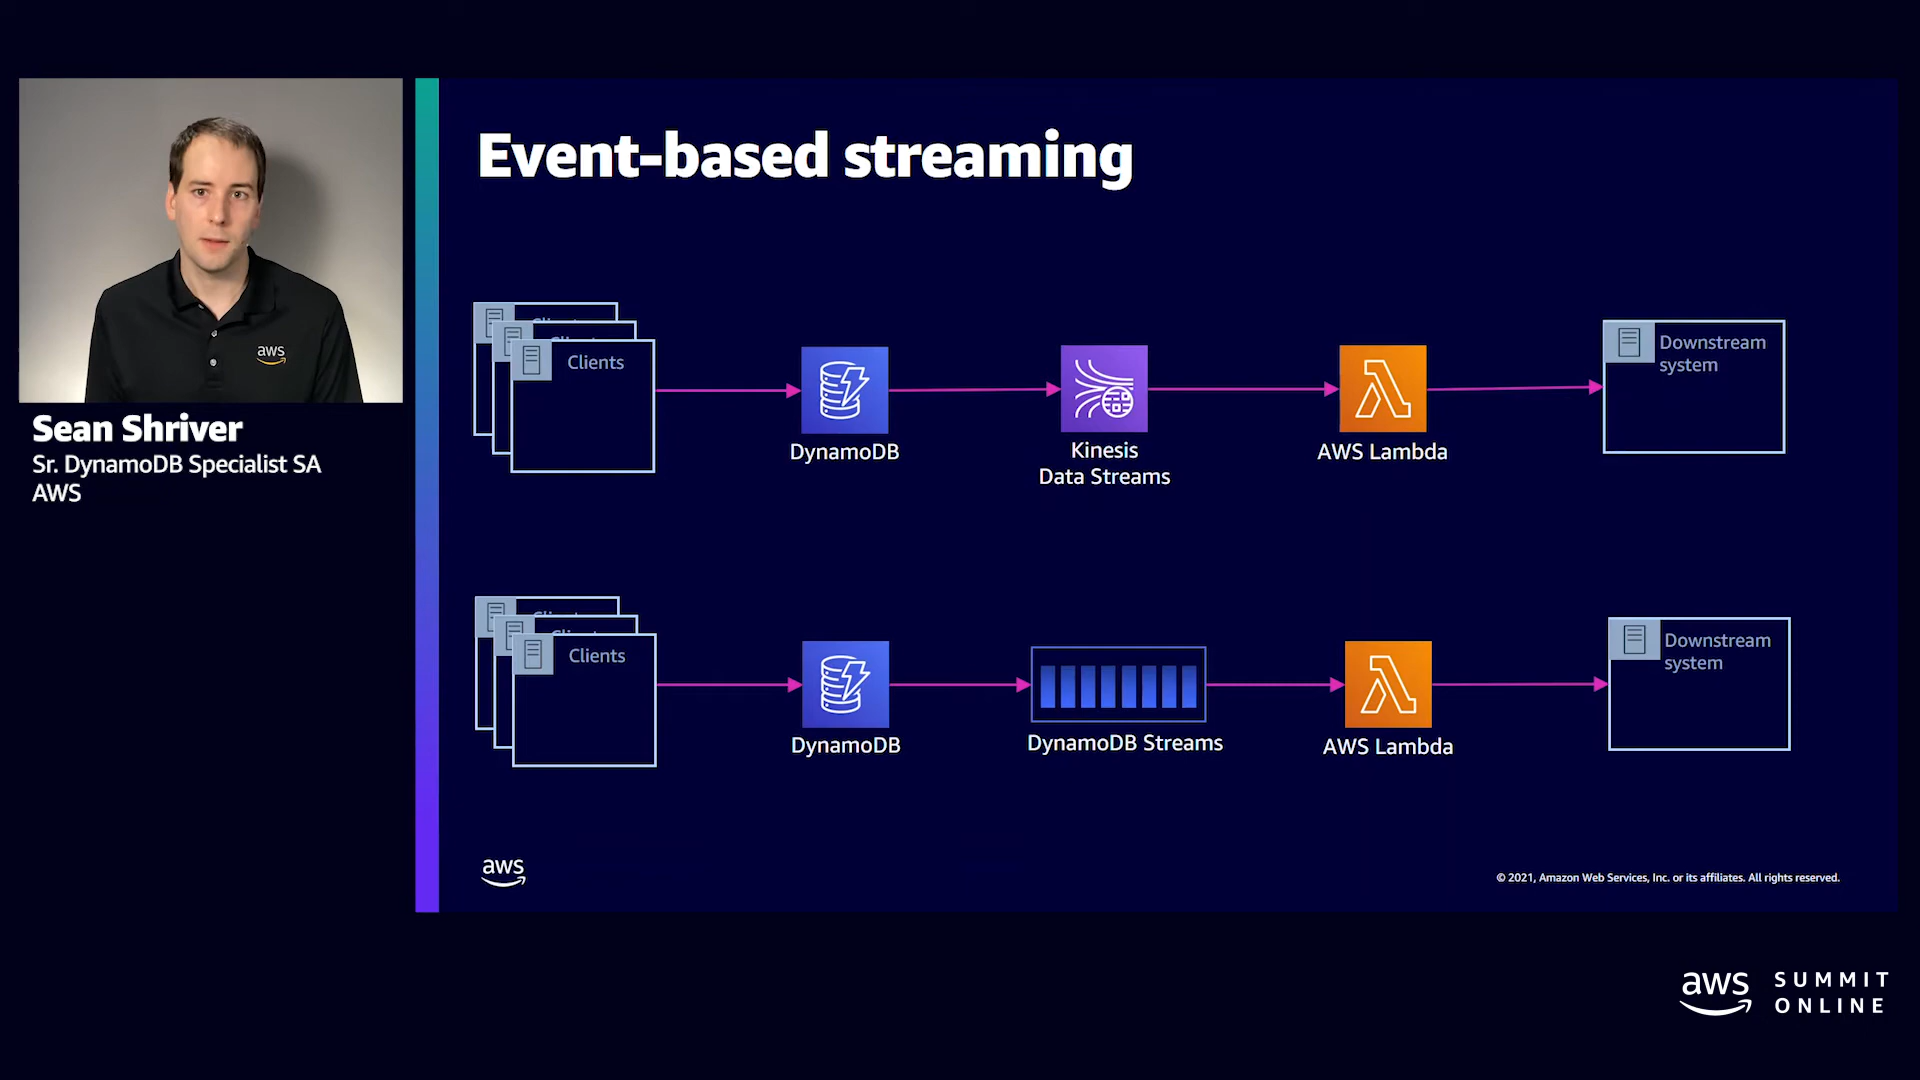 Event-based streaming
aws
Sean Shriver
Sr. DynamoDB Specialist SA
AWS
Clients
DynamoDB
Kinesis
Data Streams
AWS Lambda
Downstream
system
Clients
DynamoDB
DynamoDB Streams
AWS Lambda
Downstream
system
aws
© 2021, Amazon Web Services, Inc. or its affiliates. All rights reserved.
aws SUMMIT
ONLINE